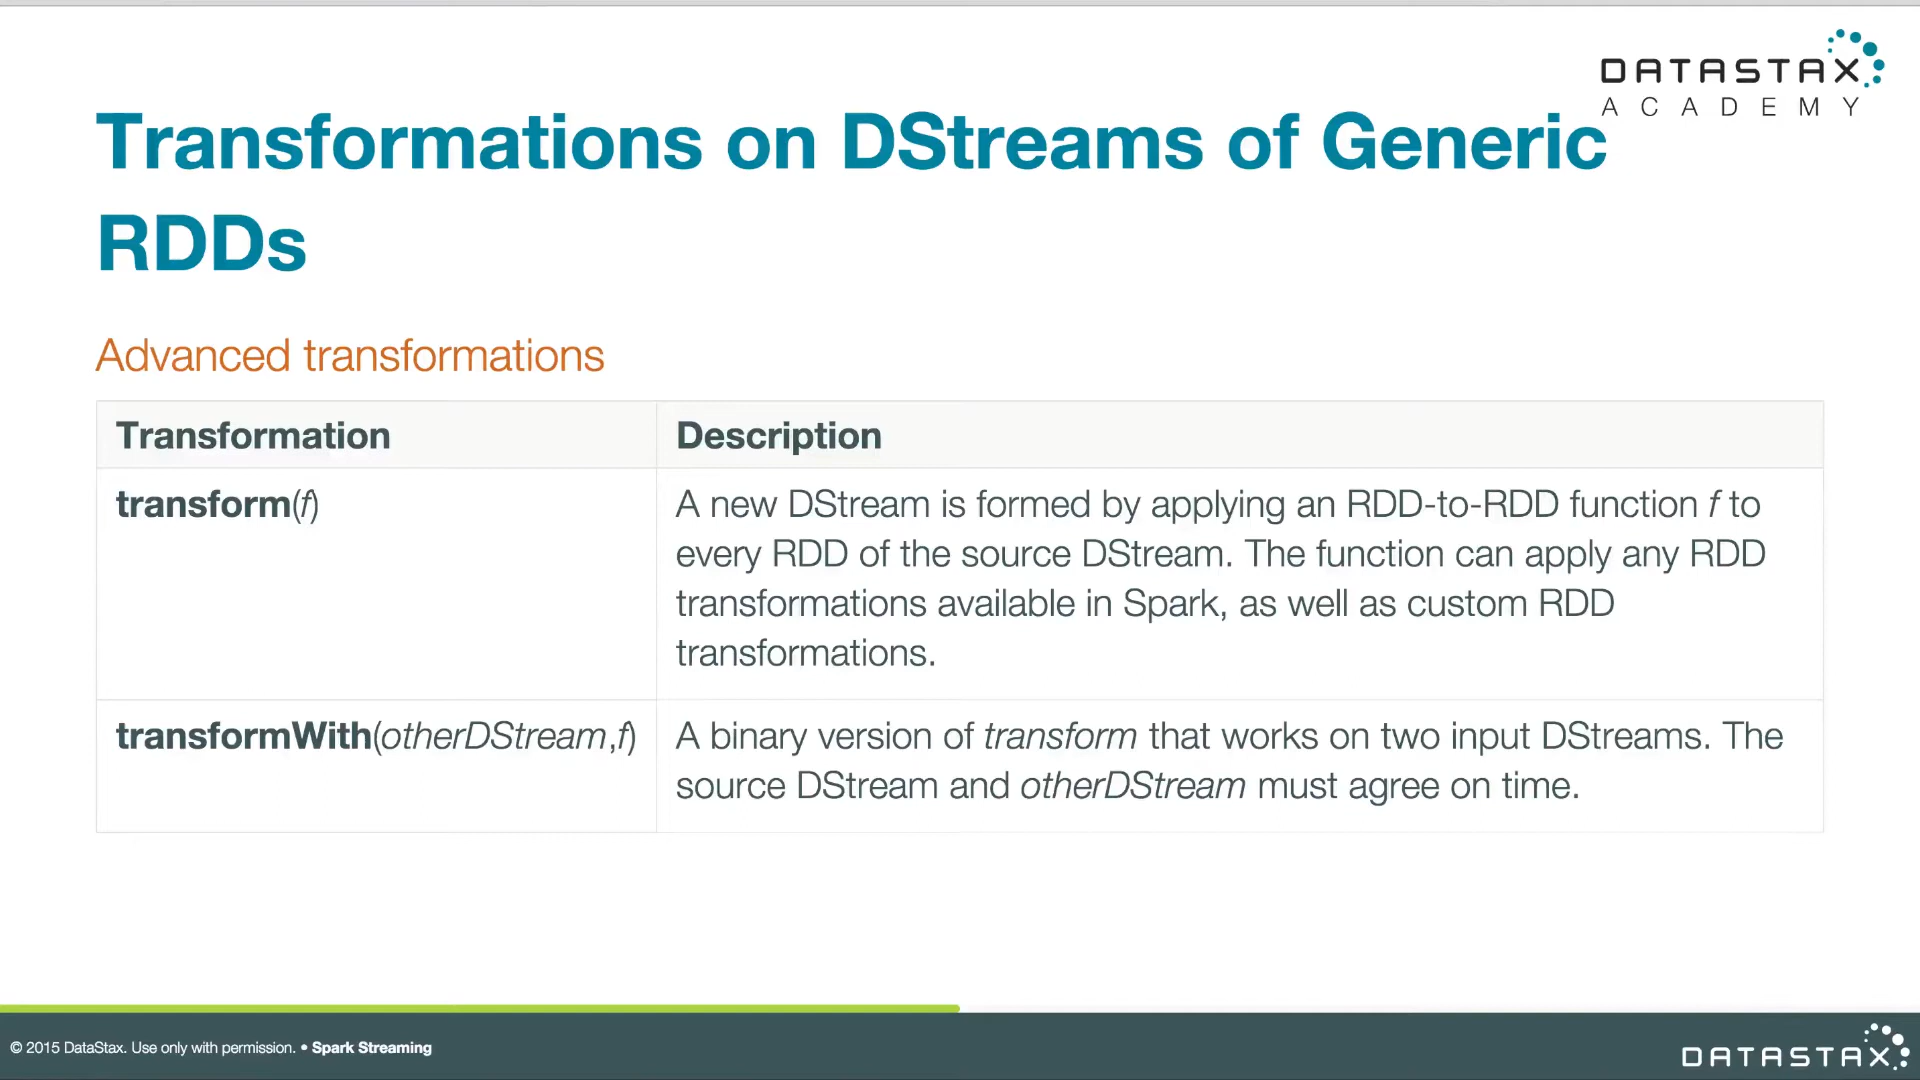 DATASTAX
ACADEMY
Transformations on DStreams of Generic
RDDs
Advanced transformations
Transformation Description
transform(f) A new DStream is formed by applying an RDD-to-RDD function f to
every RDD of the source DStream. The function can apply any RDD
transformations available in Spark, as well as custom RDD
transformations.
transformWith(otherDStream,f) A binary version of transform that works on two input DStreams. The
source DStream and otherDStream must agree on time.
© 2015 DataStax. Use only with permission. • Spark Streaming
DATASTAX